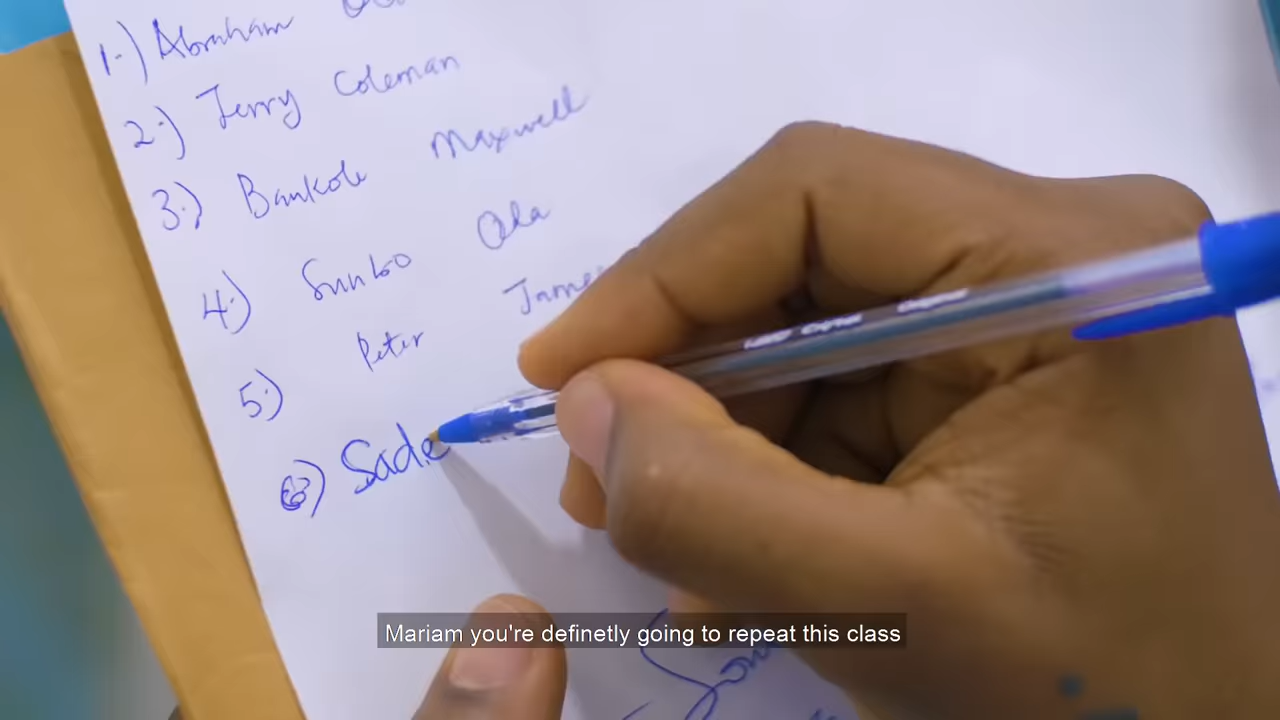 1.) Abraham
2.) Jerry Coleman
3.) Bankole Maxwell
4.) Sunbo Ola
5.) Peter James
6.) Sade
Mariam you're definetly going to repeat this class